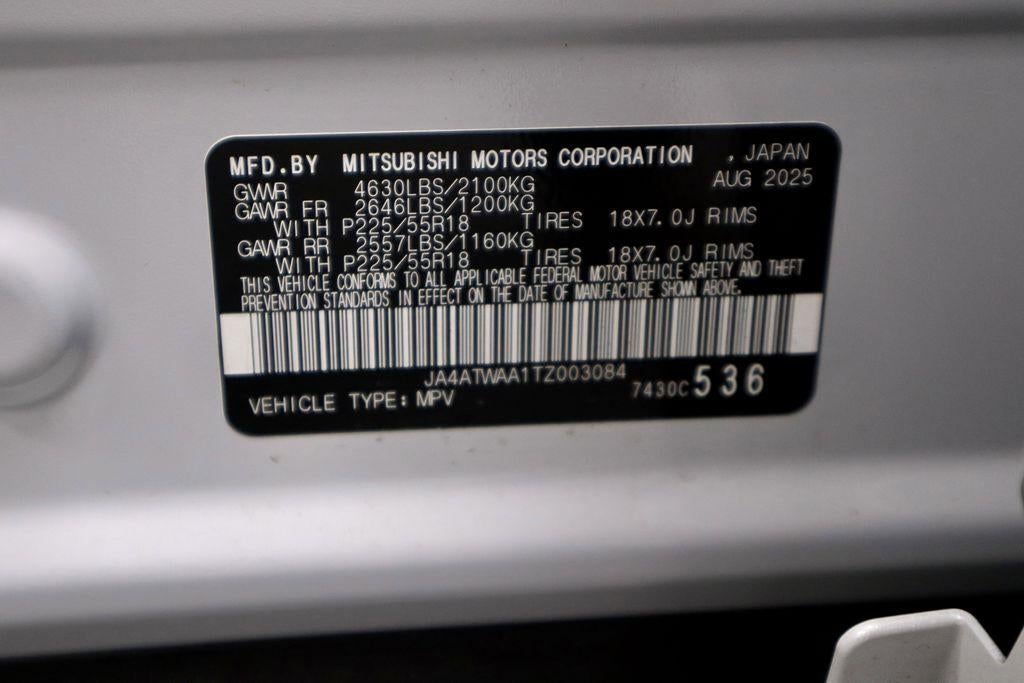 MFD.BY MITSUBISHI MOTORS CORPORATION . JAPAN
AUG 2025
GVWR 4630LBS/2100KG
GAWR FR 2646LBS/1200KG
WITH P225/55R18 TIRES 18X7.0J RIMS
GAWR RR 2557LBS/1160KG
WITH P225/55R18 TIRES 18X7.0J RIMS
THIS VEHICLE CONFORMS TO ALL APPLICABLE FEDERAL MOTOR VEHICLE SAFETY AND THEFT
PREVENTION STANDARDS IN EFFECT ON THE DATE OF MANUFACTURE SHOWN ABOVE.
JA4ATWAA1TZ003084
VEHICLE TYPE: MPV 7430C 536